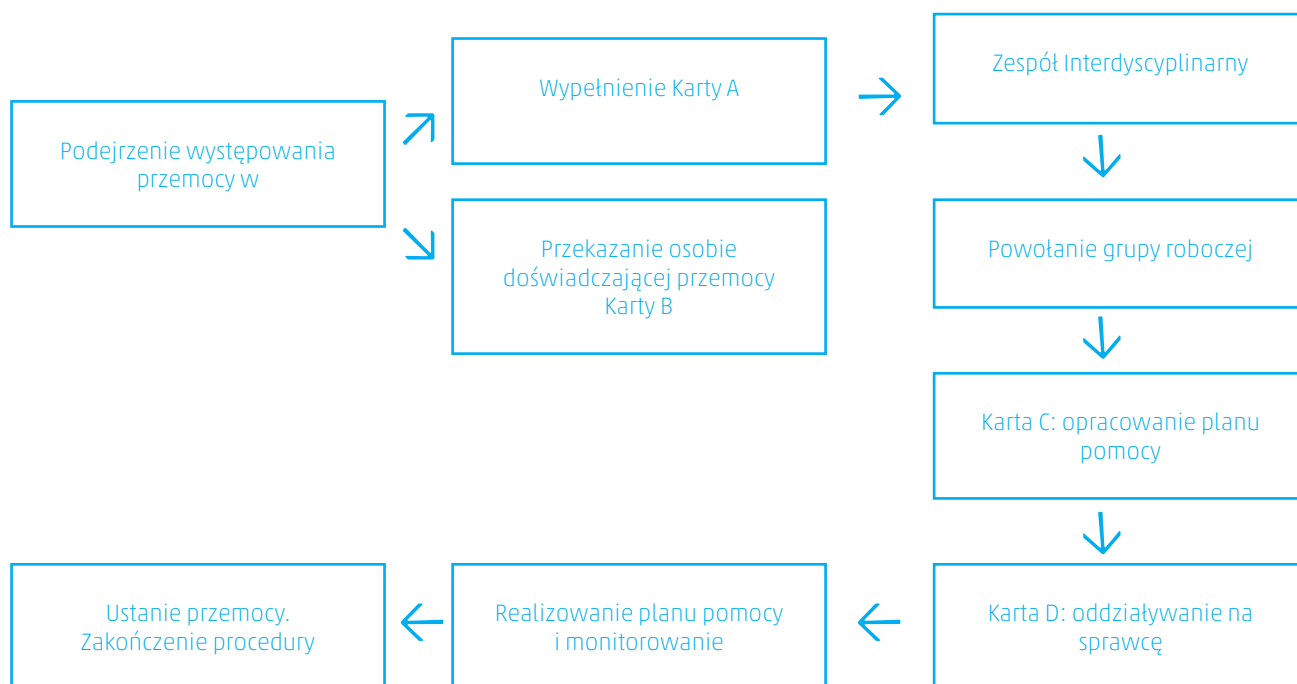 Podejrzenie występowania
przemocy w
Wypełnienie Karty A
Przekazanie osobie
doświadczającej przemocy
Karty B
Zespół Interdyscyplinarny
Powołanie grupy roboczej
Karta C: opracowanie planu
pomocy
Karta D: oddziaływanie na
sprawcę
Realizowanie planu pomocy
i monitorowanie
Ustanie przemocy.
Zakończenie procedury